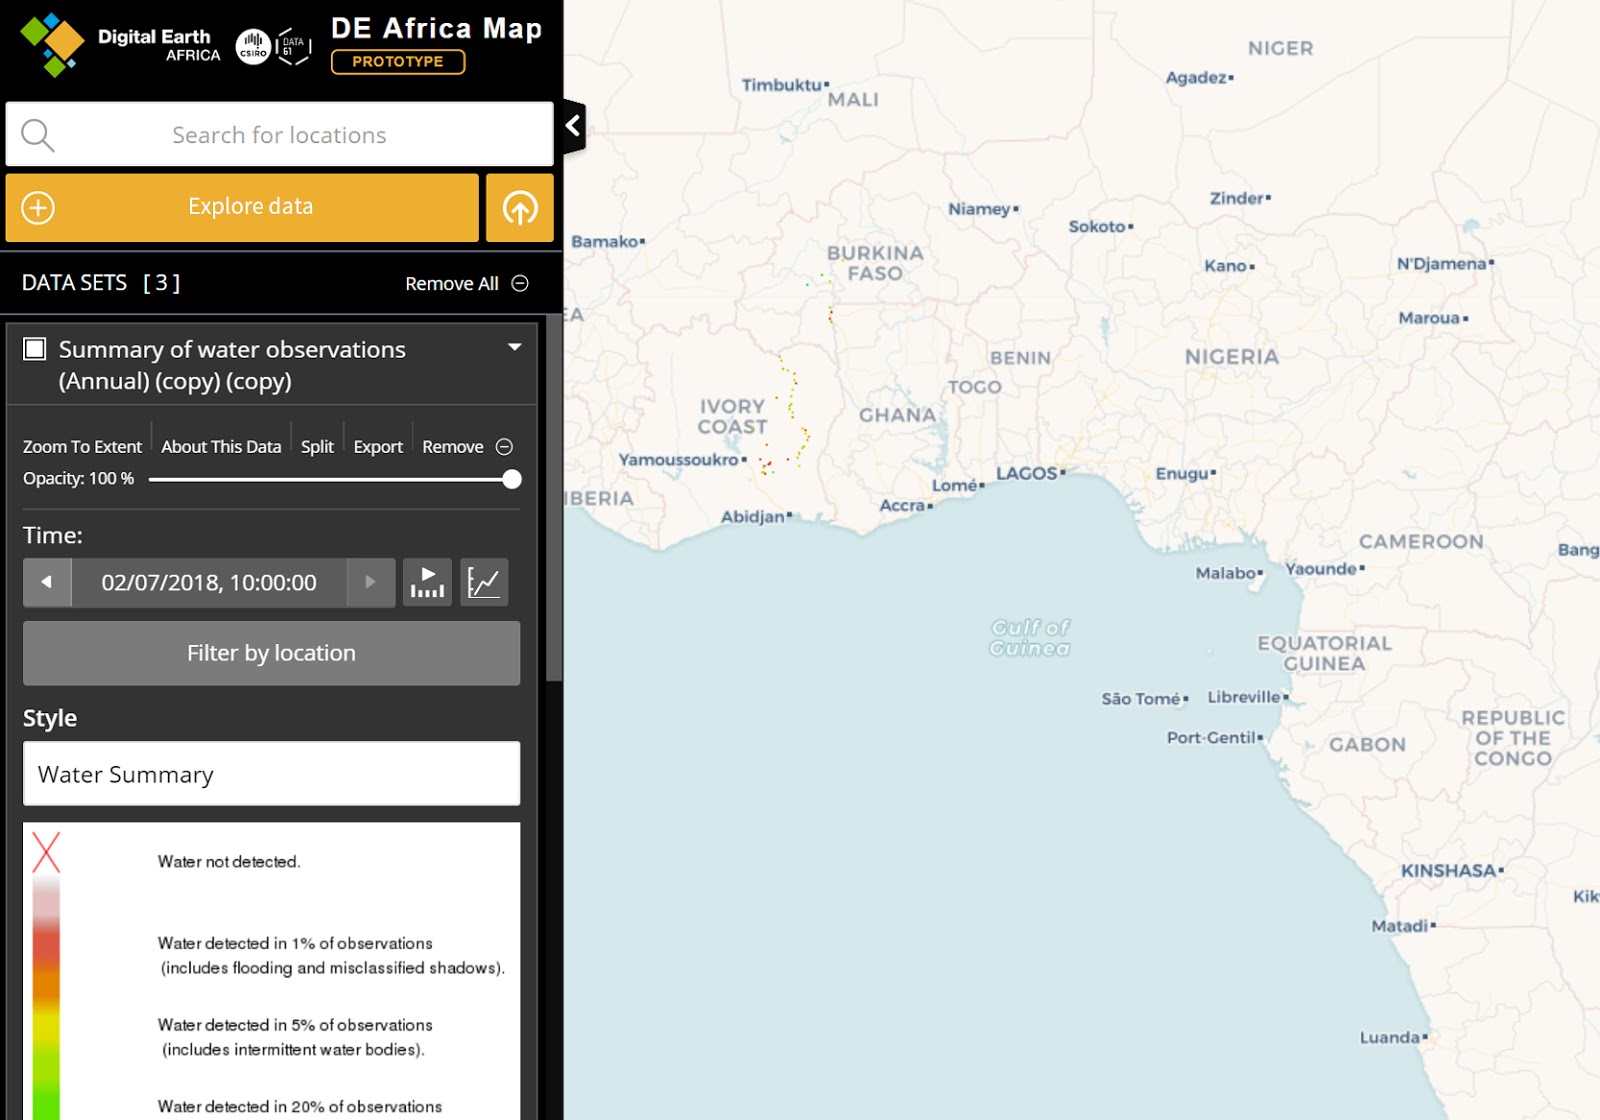 Digital Earth
AFRICA
CSIRO
DATA
61
DE Africa Map
PROTOTYPE
Search for locations
Explore data
DATA SETS [ 3 ]
Remove All
Summary of water observations
(Annual) (copy) (copy)
Zoom To Extent
About This Data
Split
Export
Remove
Opacity: 100 %
Time:
02/07/2018, 10:00:00
Filter by location
Style
Water Summary
Water not detected.
Water detected in 1% of observations
(includes flooding and misclassified shadows).
Water detected in 5% of observations
(includes intermittent water bodies).
Water detected in 20% of observations
NIGER
Timbuktu
MALI
Agadez
Zinder
Niamey
Sokoto
Bamako
BURKINA
FASO
Kano
N'Djamena
EA
Maroua
BENIN
NIGERIA
TOGO
IVORY
COAST
GHANA
Yamoussoukro
LAGOS
Enugu
Lomé
IBERIA
Accra
Abidjan
CAMEROON
Bang
Malabo
Yaounde
Gulf of
Guinea
EQUATORIAL
GUINEA
São Tomé
Libreville
REPUBLIC
OF THE
CONGO
Port-Gentil
GABON
KINSHASA
Kik
Matadi
Luanda